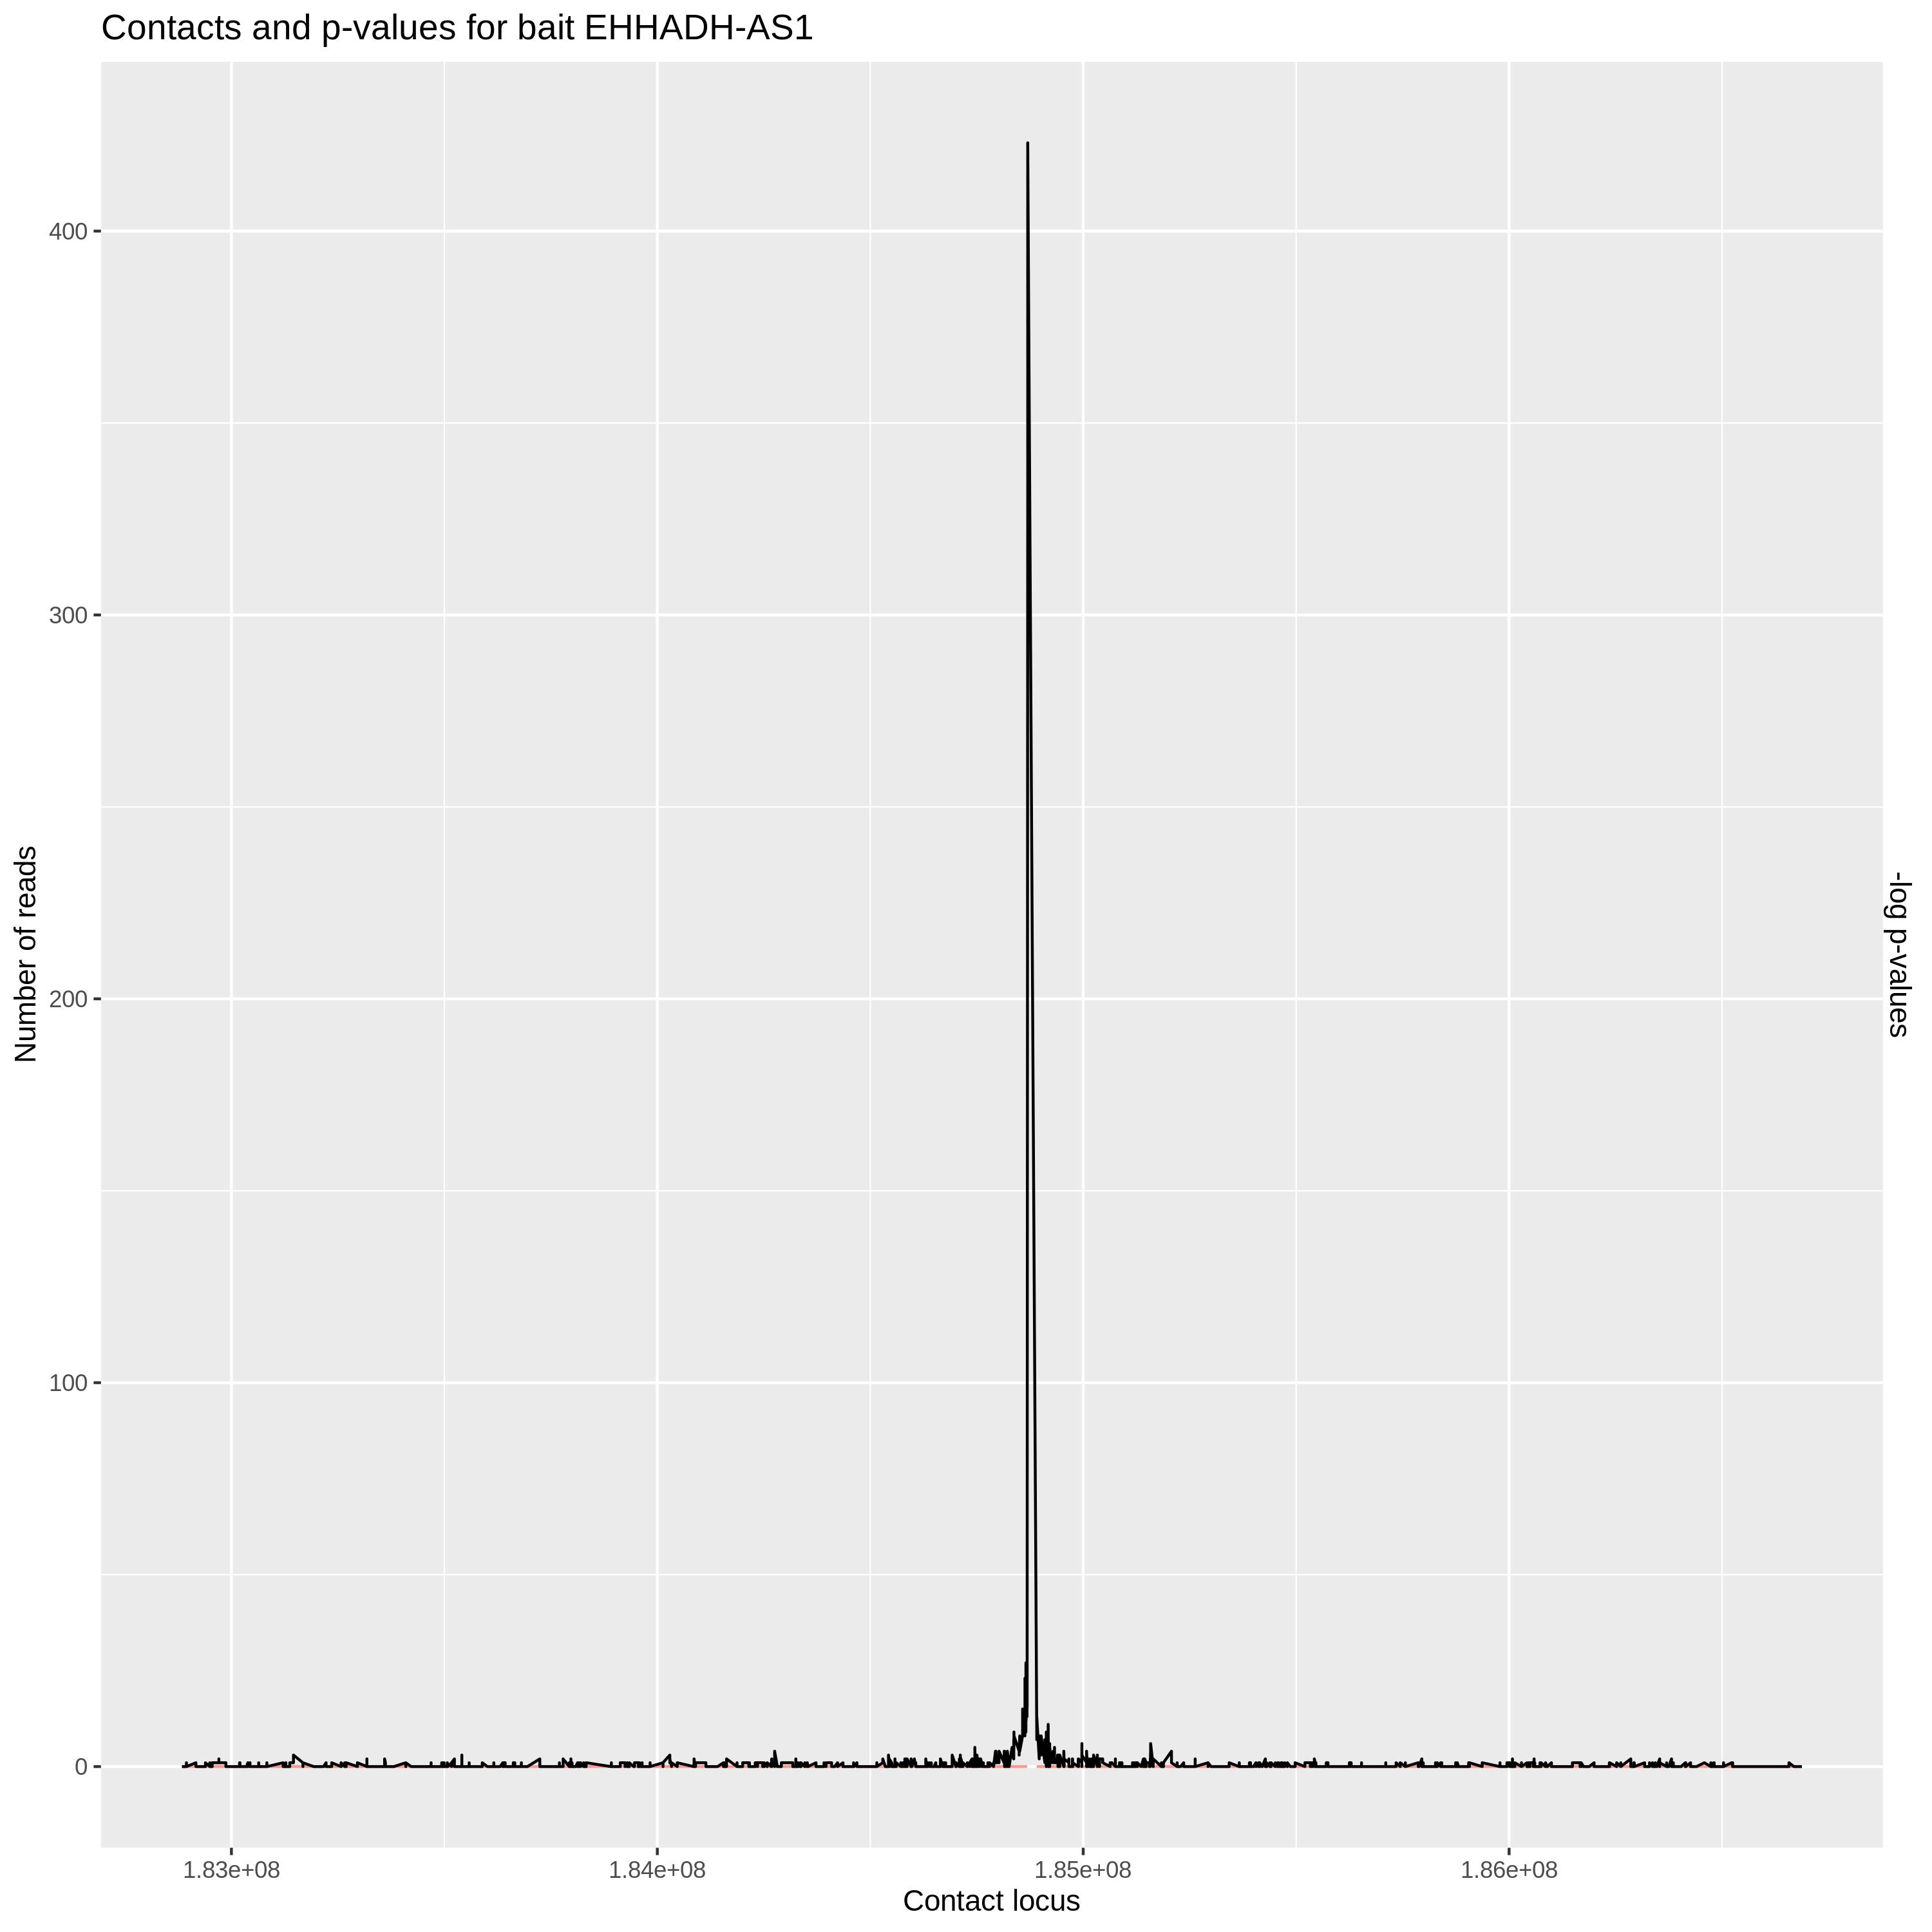 Contacts and p-values for bait EHHADH-AS1
Number of reads
400
300
200
100
0
-log p-values
1.83e+08
1.84e+08
1.85e+08
1.86e+08
Contact locus